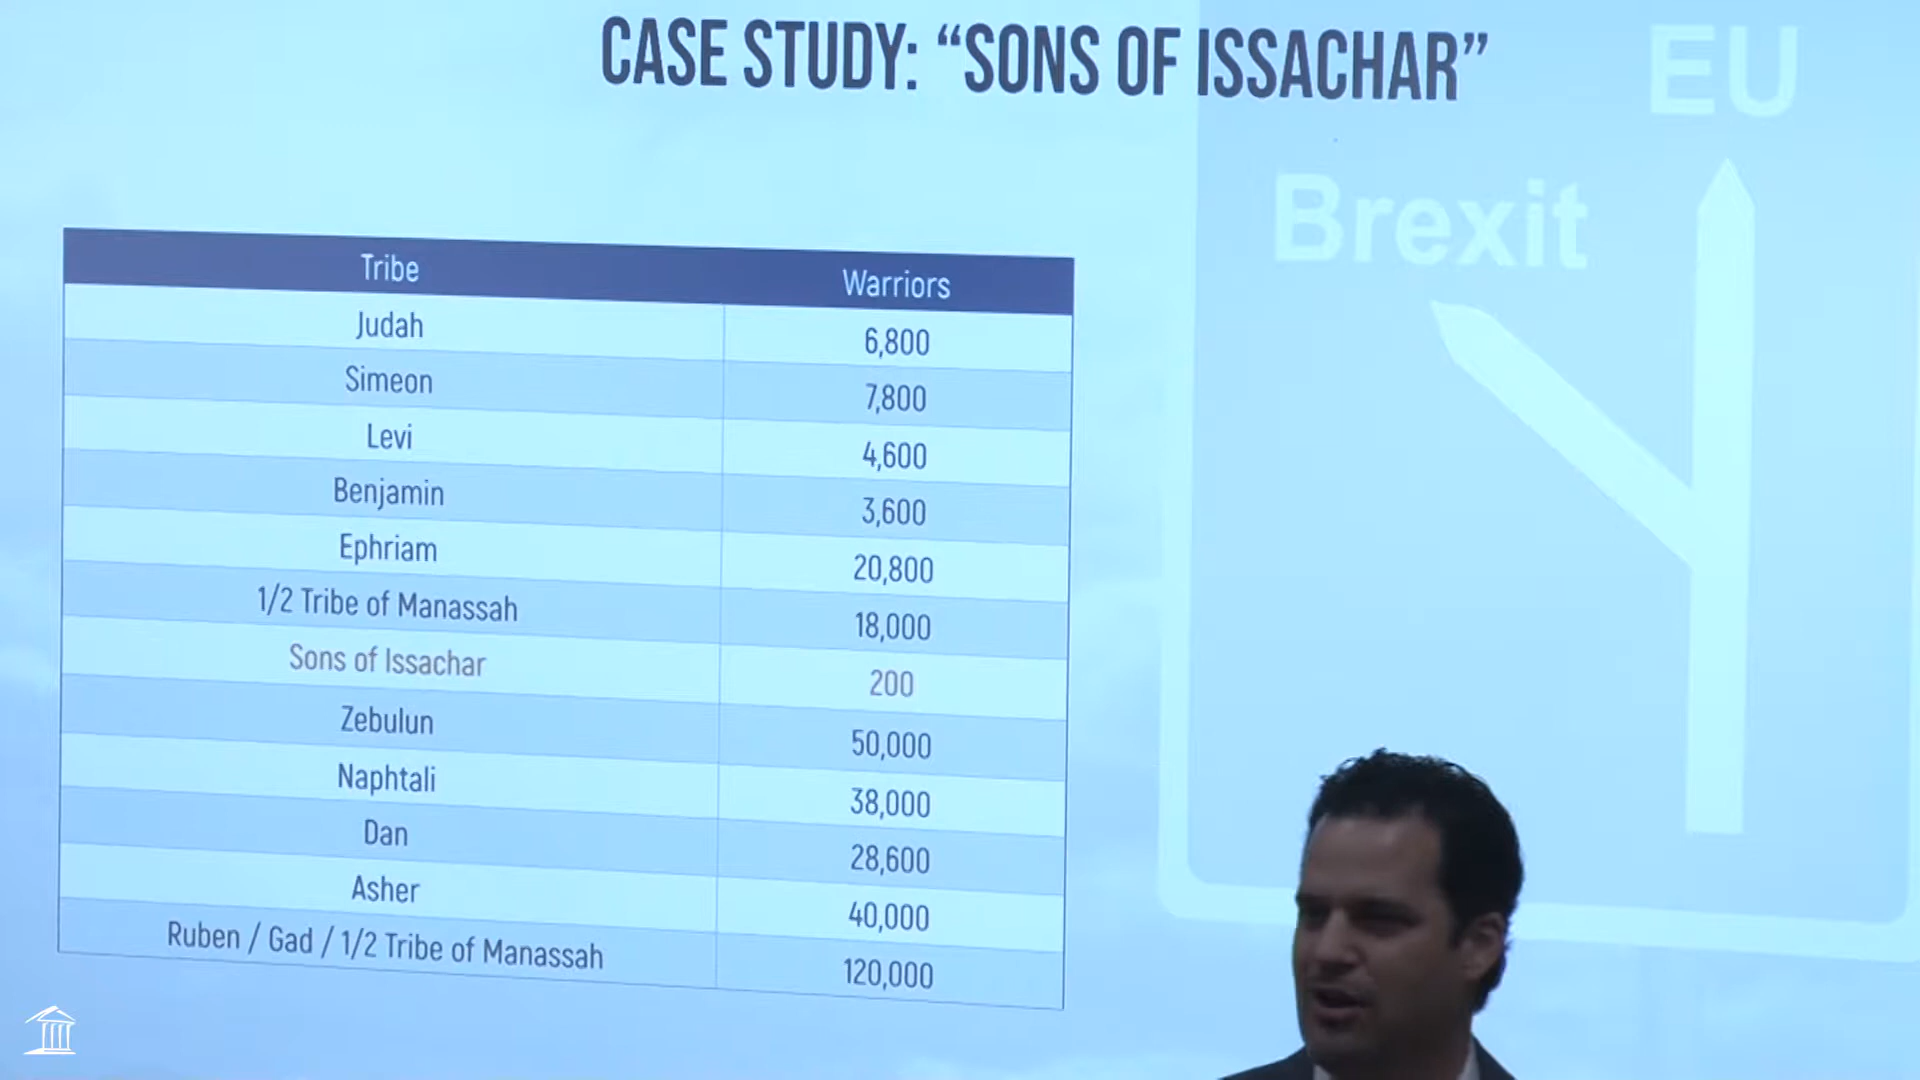 CASE STUDY: “SONS OF ISSACHAR”
EU
Brexit
Tribe Warriors
Judah 6,800
Simeon 7,800
Levi 4,600
Benjamin 3,600
Ephriam 20,800
1/2 Tribe of Manassah 18,000
Sons of Issachar 200
Zebulun 50,000
Naphtali 38,000
Dan 28,600
Asher 40,000
Ruben / Gad / 1/2 Tribe of Manassah 120,000